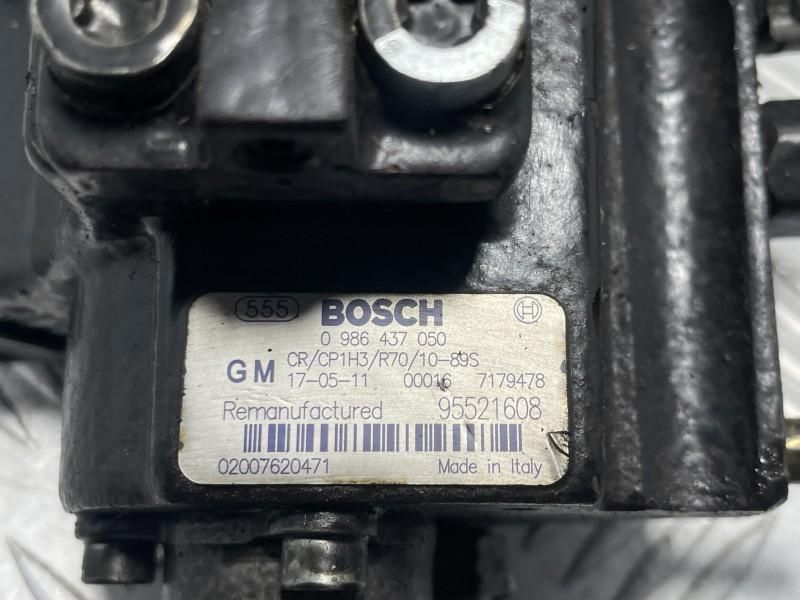 555 BOSCH
0 986 437 050
GM CR/CP1H3/R70/10-89S
17-05-11 00016 7179478
Remanufactured 95521608
02007620471 Made in Italy